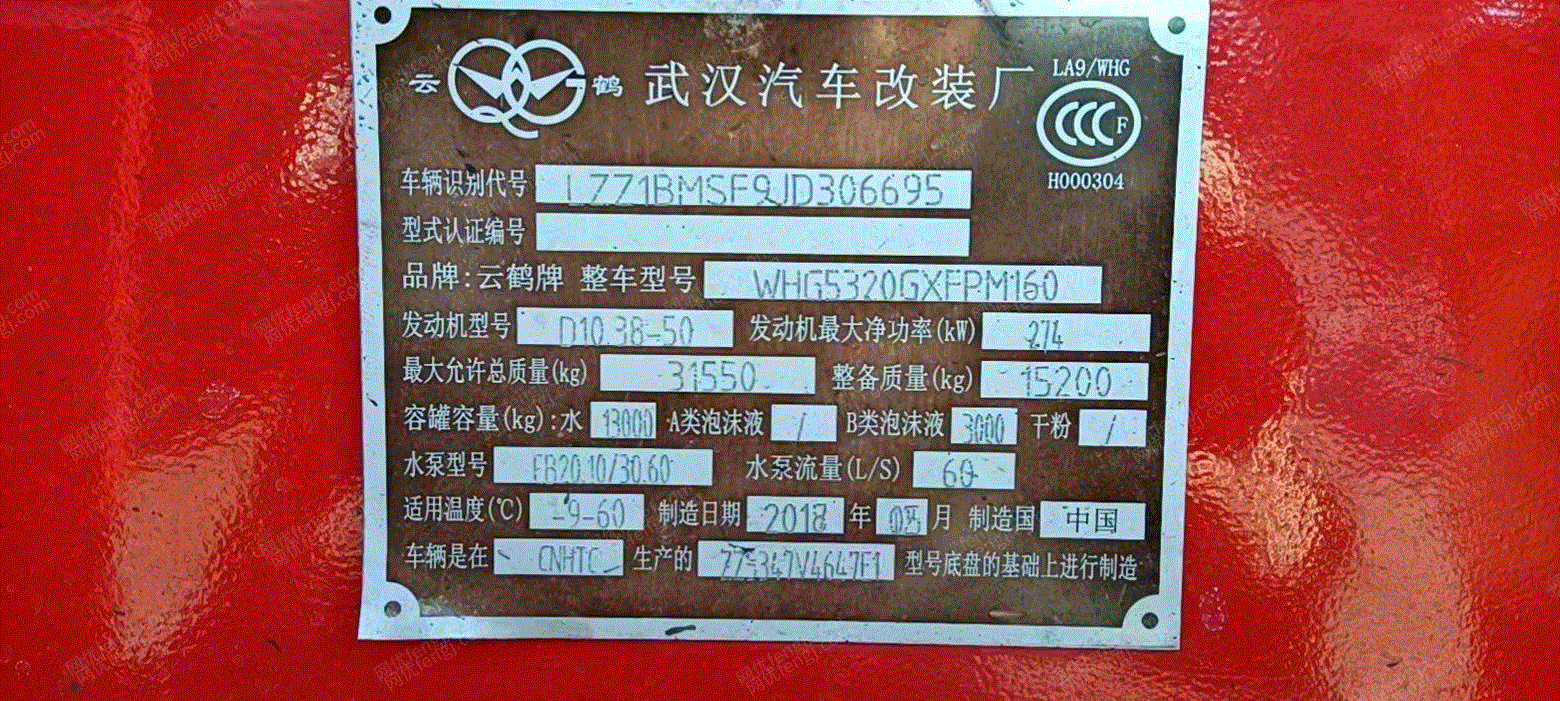 云 鹤 武汉汽车改装厂 LA9/WHG
CCC F
H000304
车辆识别代号 LZZ1BMSF9JD306695
型式认证编号
品牌:云鹤牌 整车型号 WHG5320GXFPM160
发动机型号 D10.38-50 发动机最大净功率(kW) 274
最大允许总质量(kg) 31550 整备质量(kg) 15200
容罐容量(kg):水 13000 A类泡沫液 / B类泡沫液 3000 干粉 /
水泵型号 水泵流量(L/S) 60
适用温度(℃) -9-60 制造日期 2018 年 05 月 制造国 中国
车辆是在 CNHTC 生产的 型号底盘的基础上进行制造